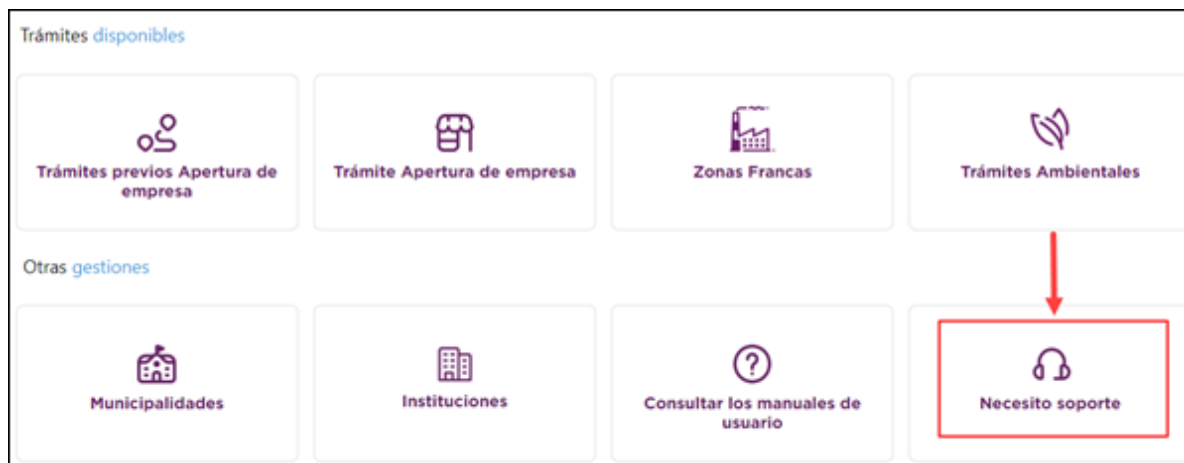 Trámites disponibles
Trámites previos Apertura de
empresa
Trámite Apertura de empresa
Zonas Francas
Trámites Ambientales
Otras gestiones
Municipalidades
Instituciones
Consultar los manuales de
usuario
Necesito soporte